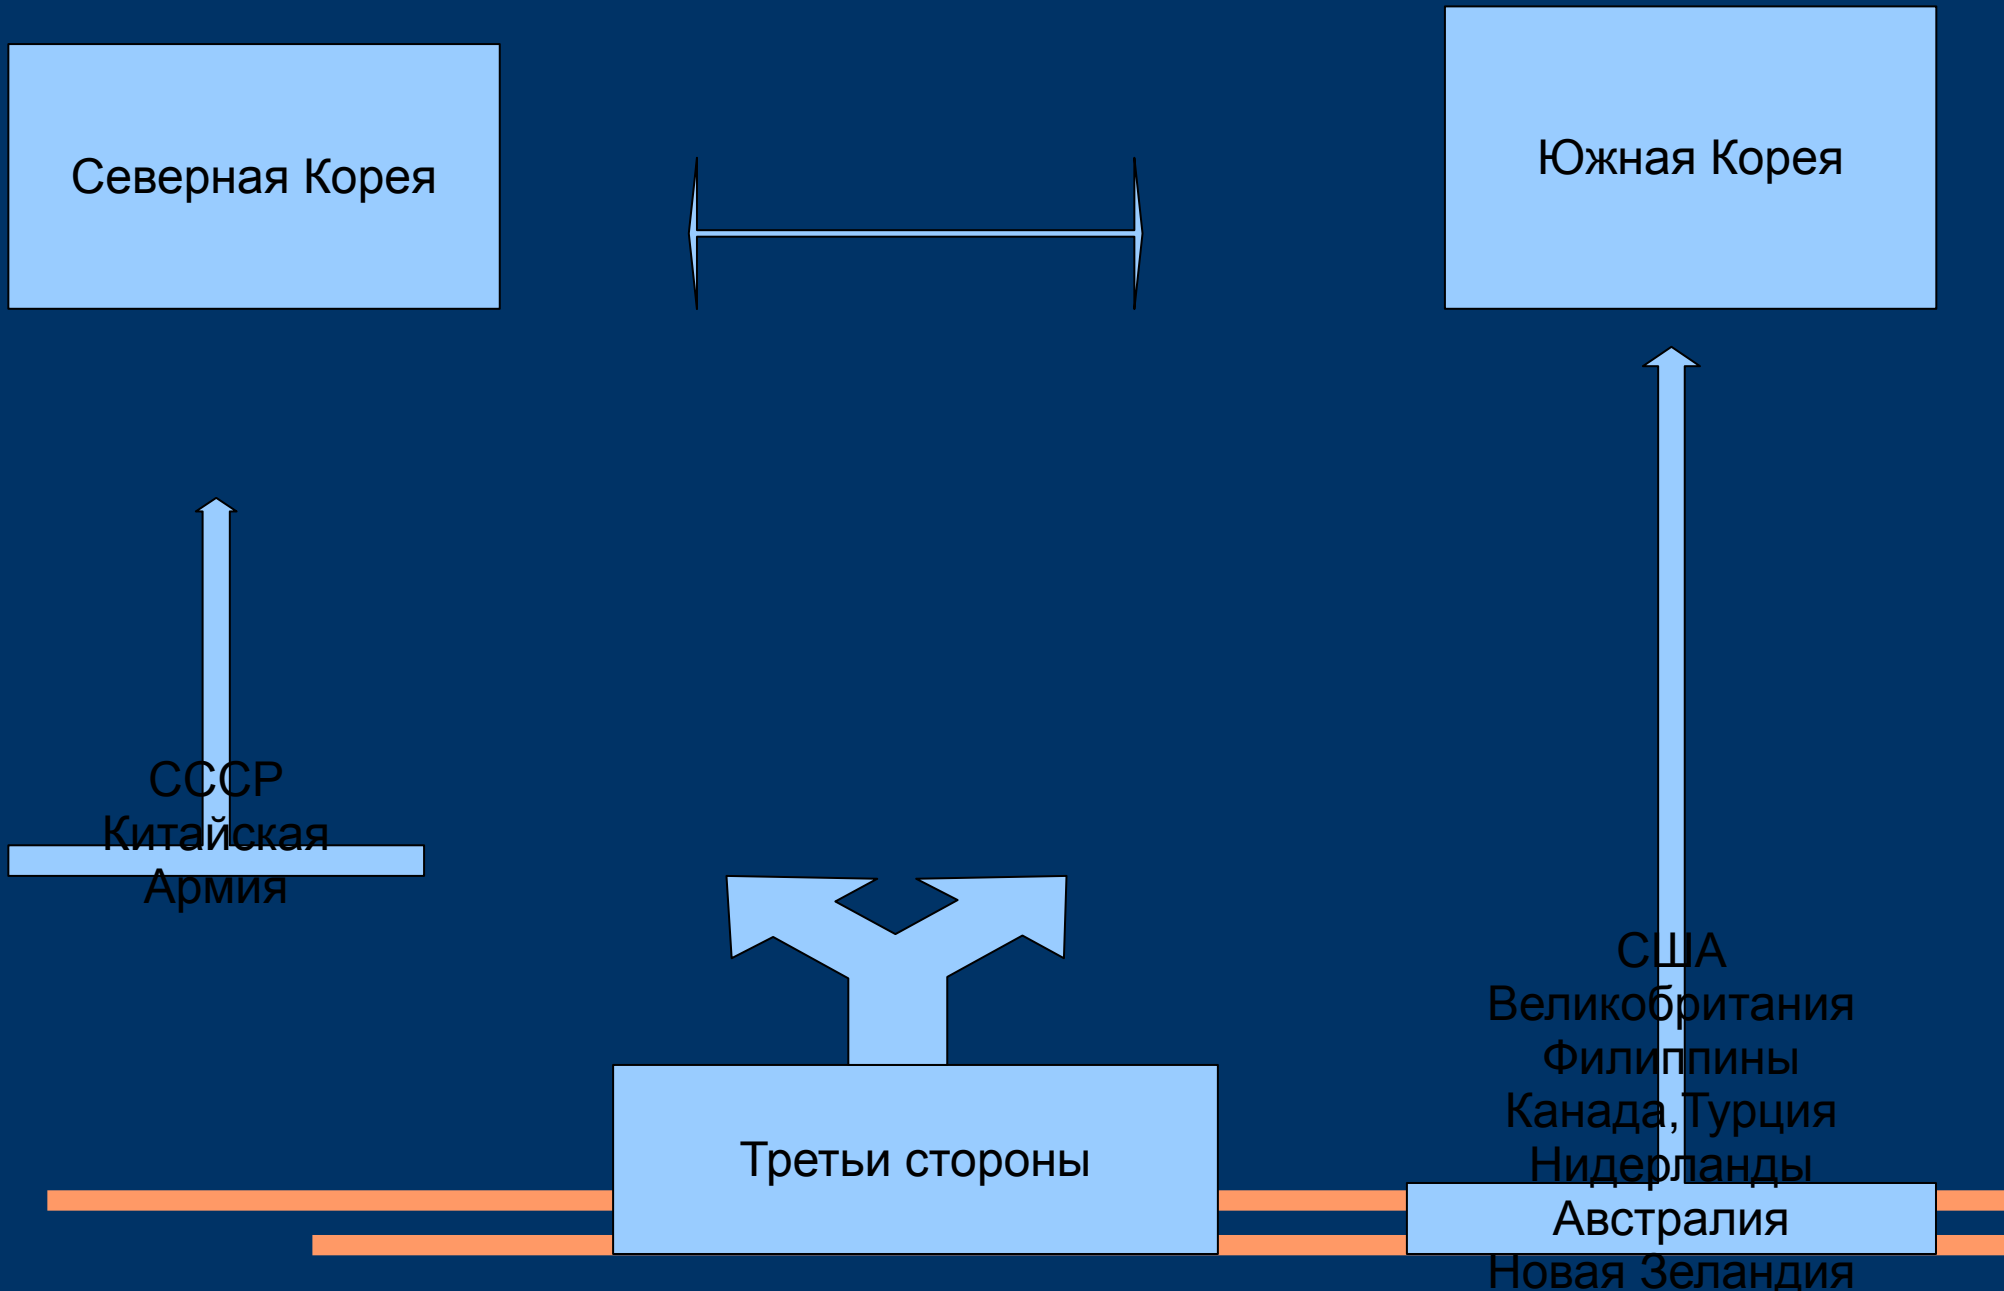 Северная Корея
Южная Корея
СССР
Китайская
Армия
Третьи стороны
США
Великобритания
Филиппины
Канада,Турция
Нидерланды
Австралия
Новая Зеландия